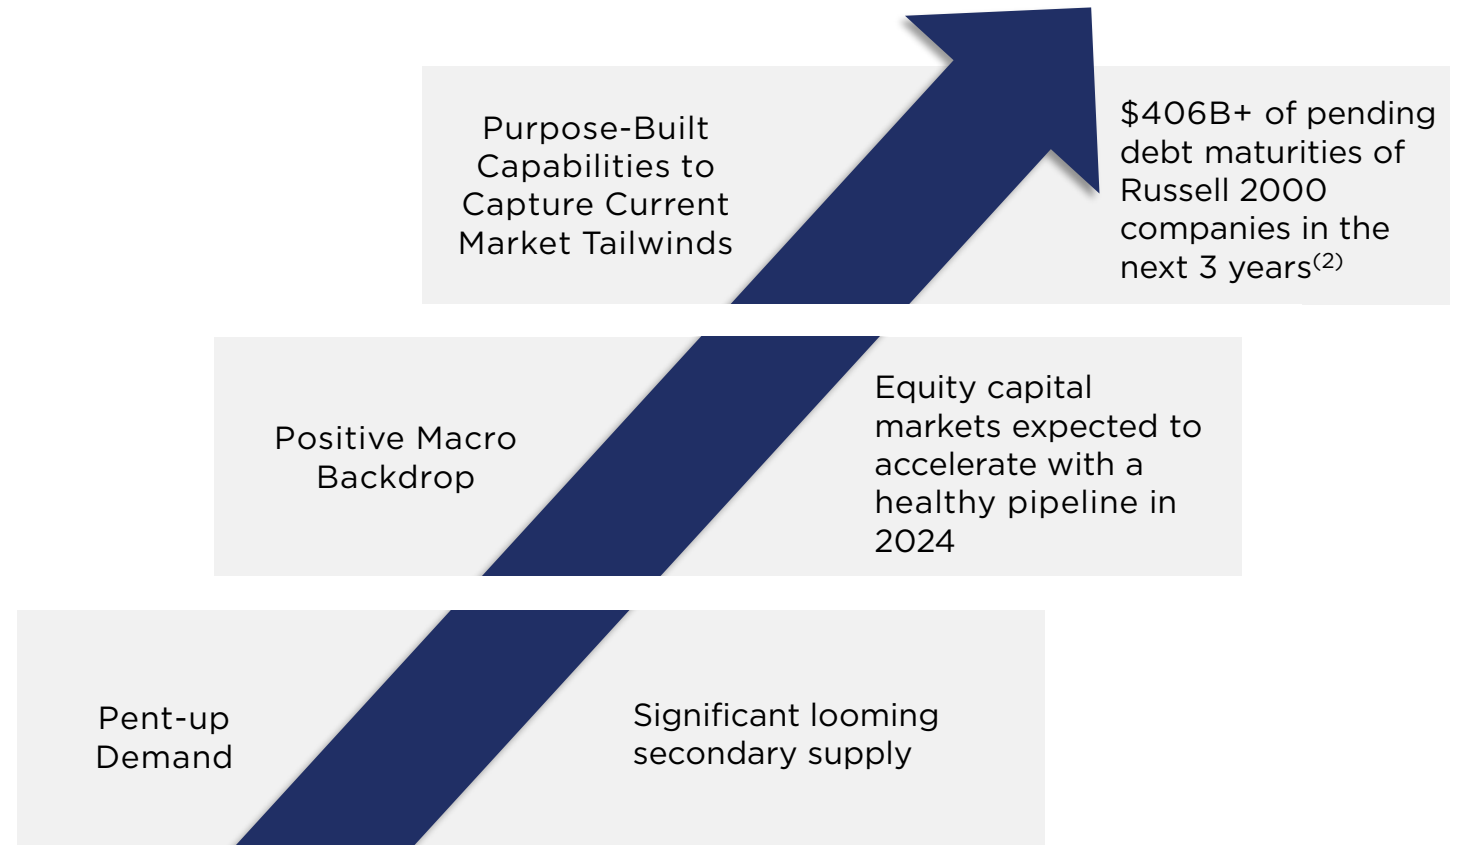 Purpose-Built
Capabilities to
Capture Current
Market Tailwinds
$406B+ of pending
debt maturities of
Russell 2000
companies in the
next 3 years(2)
Positive Macro
Backdrop
Equity capital
markets expected to
accelerate with a
healthy pipeline in
2024
Pent-up
Demand
Significant looming
secondary supply